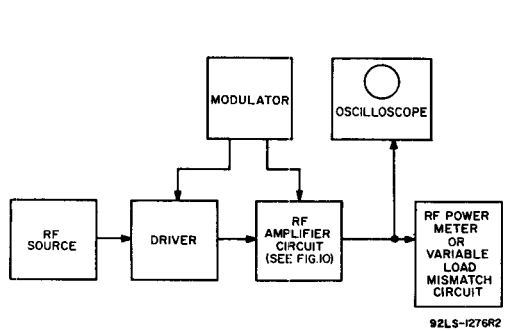 MODULATOR
OSCILLOSCOPE
RF
SOURCE
DRIVER
RF
AMPLIFIER
CIRCUIT
(SEE FIG.10)
RF POWER
METER
OR
VARIABLE
LOAD
MISMATCH
CIRCUIT
92LS-1276R2